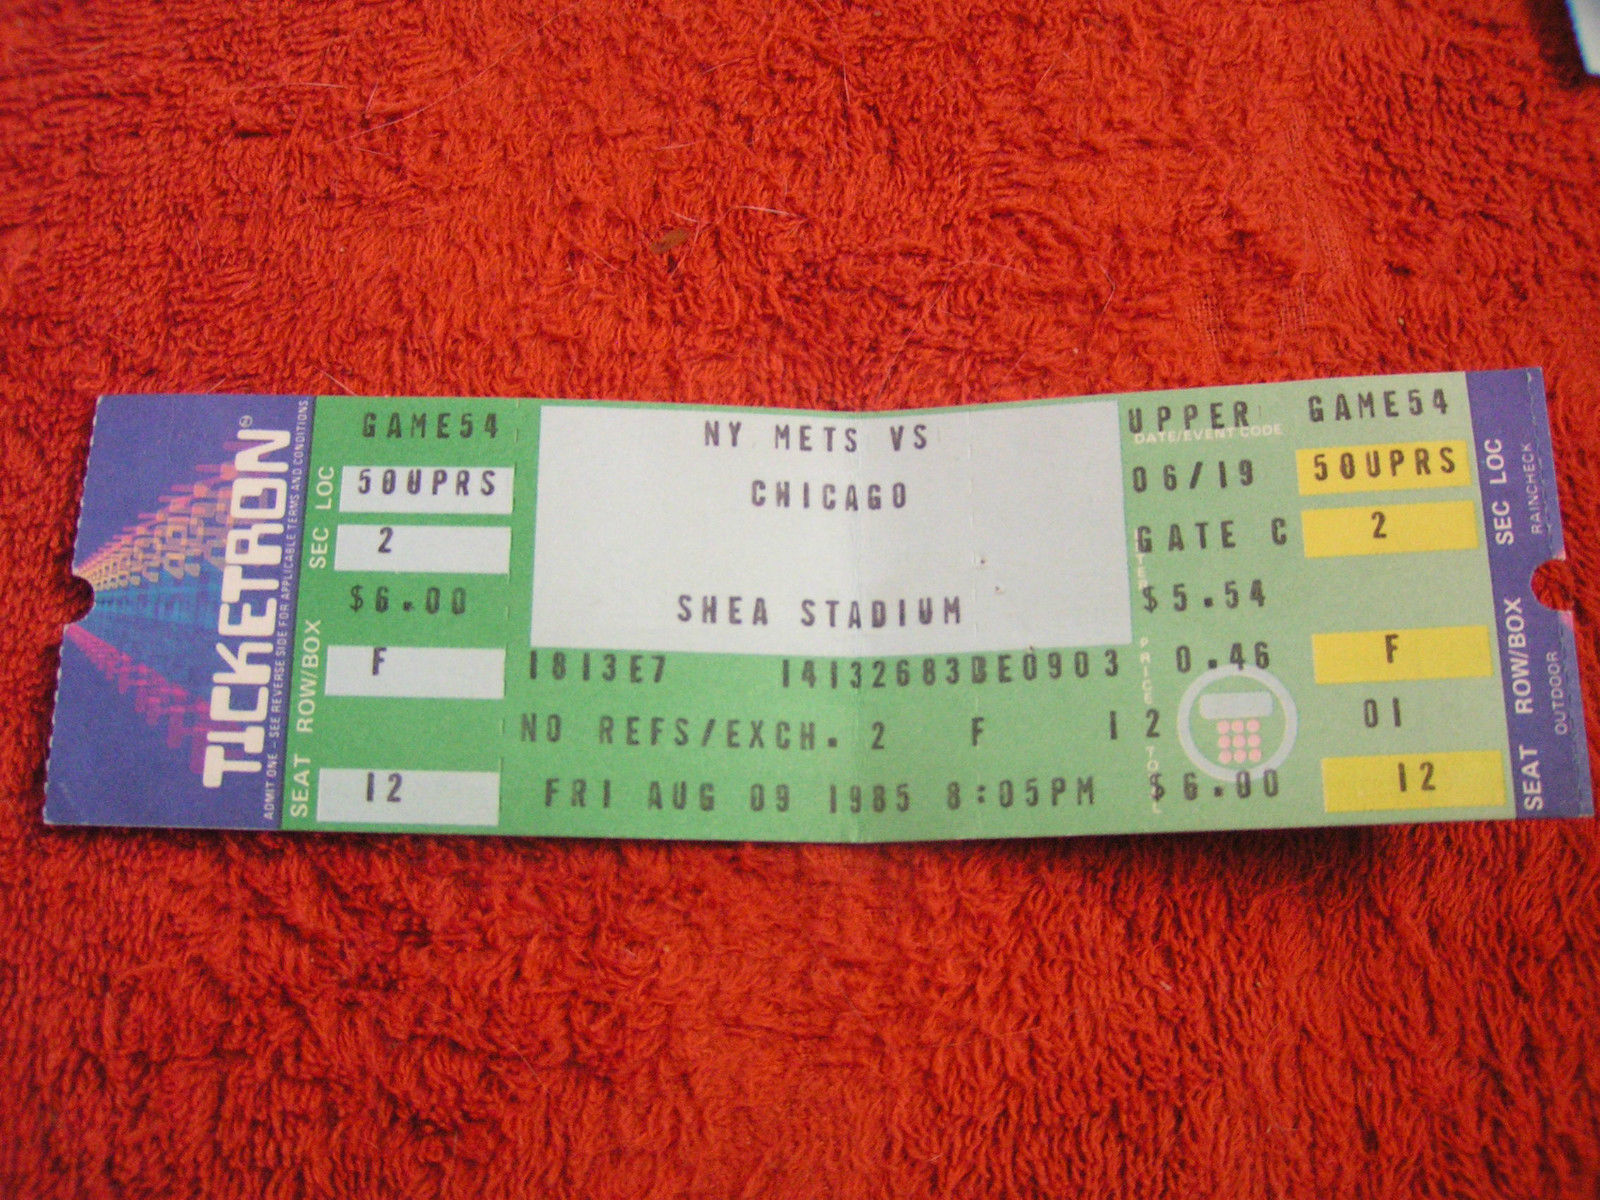 TICKETRON®
ADMIT ONE - SEE REVERSE SIDE FOR APPLICABLE TERMS AND CONDITIONS
SEC LOC
ROW/BOX
SEAT
GAME54
50UPRS
2
$6.00
F
12
NY METS VS
CHICAGO
SHEA STADIUM
1813E7 14132683BE0903
NO REFS/EXCH. 2 F 12
FRI AUG 09 1985 8:05PM
UPPER
DATE/EVENT CODE
06/19
GATE C
$5.54
0.46
PRICE
$6.00
GAME54
50UPRS
2
F
01
12
SEC LOC
ROW/BOX
SEAT
RAINCHECK
OUTDOOR